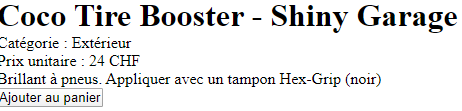 Coco Tire Booster - Shiny Garage
Catégorie : Extérieur
Prix unitaire : 24 CHF
Brillant à pneus. Appliquer avec un tampon Hex-Grip (noir)
Ajouter au panier